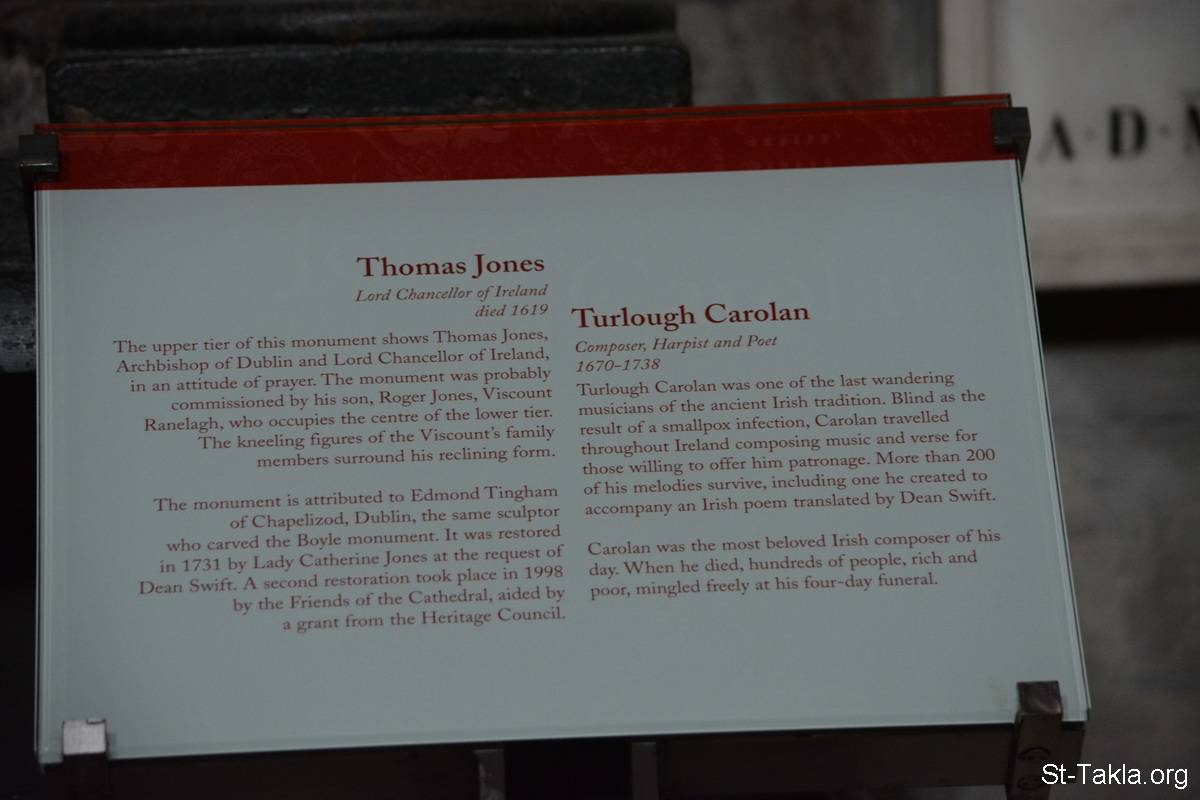 A·D·
Thomas Jones
Lord Chancellor of Ireland
died 1619
The upper tier of this monument shows Thomas Jones,
Archbishop of Dublin and Lord Chancellor of Ireland,
in an attitude of prayer. The monument was probably
commissioned by his son, Roger Jones, Viscount
Ranelagh, who occupies the centre of the lower tier.
The kneeling figures of the Viscount's family
members surround his reclining form.
The monument is attributed to Edmond Tingham
of Chapelizod, Dublin, the same sculptor
who carved the Boyle monument. It was restored
in 1731 by Lady Catherine Jones at the request of
Dean Swift. A second restoration took place in 1998
by the Friends of the Cathedral, aided by
a grant from the Heritage Council.
Turlough Carolan
Composer, Harpist and Poet
1670-1738
Turlough Carolan was one of the last wandering
musicians of the ancient Irish tradition. Blind as the
result of a smallpox infection, Carolan travelled
throughout Ireland composing music and verse for
those willing to offer him patronage. More than 200
of his melodies survive, including one he created to
accompany an Irish poem translated by Dean Swift.
Carolan was the most beloved Irish composer of his
day. When he died, hundreds of people, rich and
poor, mingled freely at his four-day funeral.
St-Takla.org